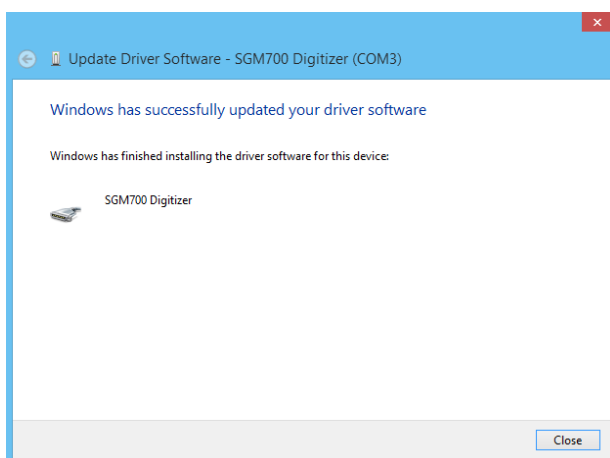 Update Driver Software - SGM700 Digitizer (COM3)
Windows has successfully updated your driver software
Windows has finished installing the driver software for this device:
SGM700 Digitizer
Close